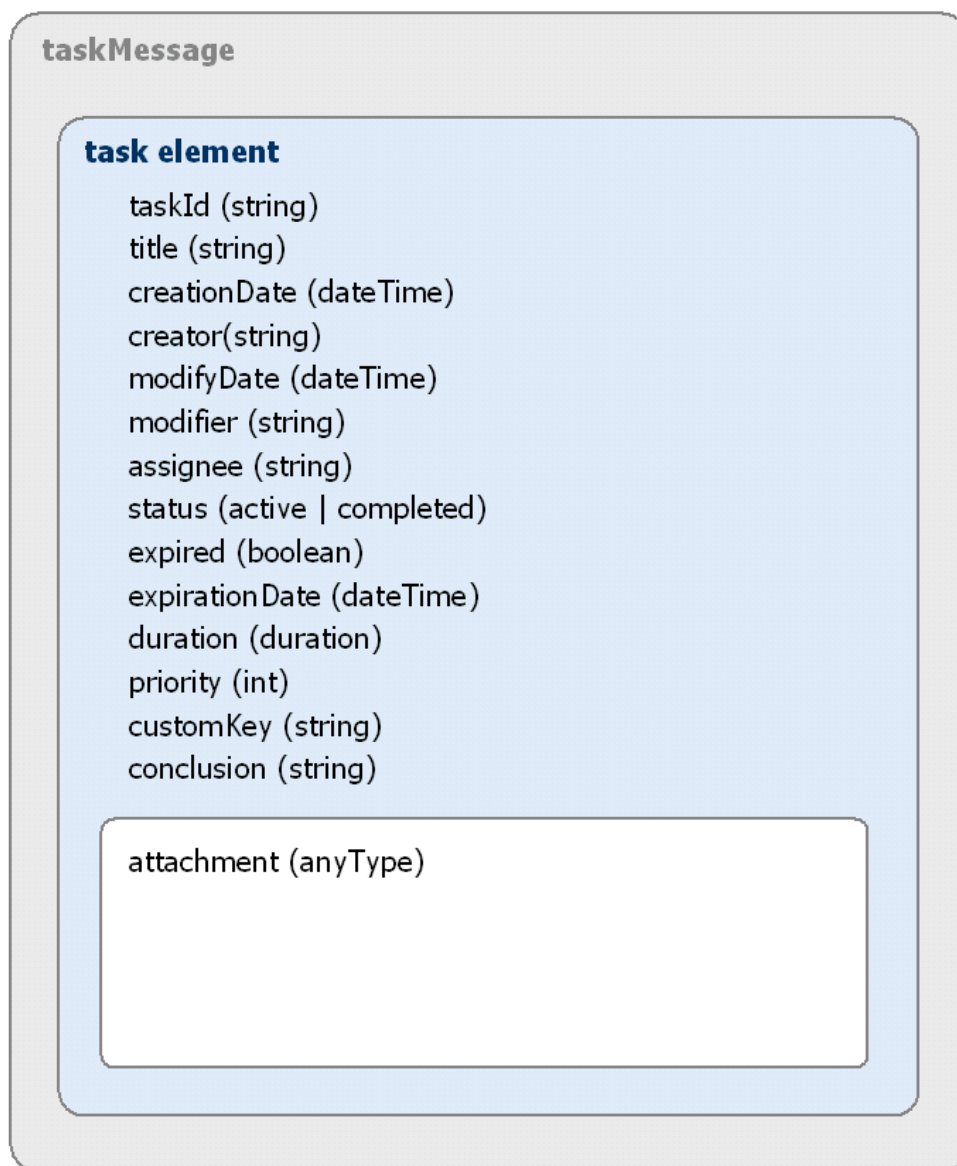 taskMessage
task element
taskId (string)
title (string)
creationDate (dateTime)
creator(string)
modifyDate (dateTime)
modifier (string)
assignee (string)
status (active | completed)
expired (boolean)
expirationDate (dateTime)
duration (duration)
priority (int)
customKey (string)
conclusion (string)
attachment (anyType)